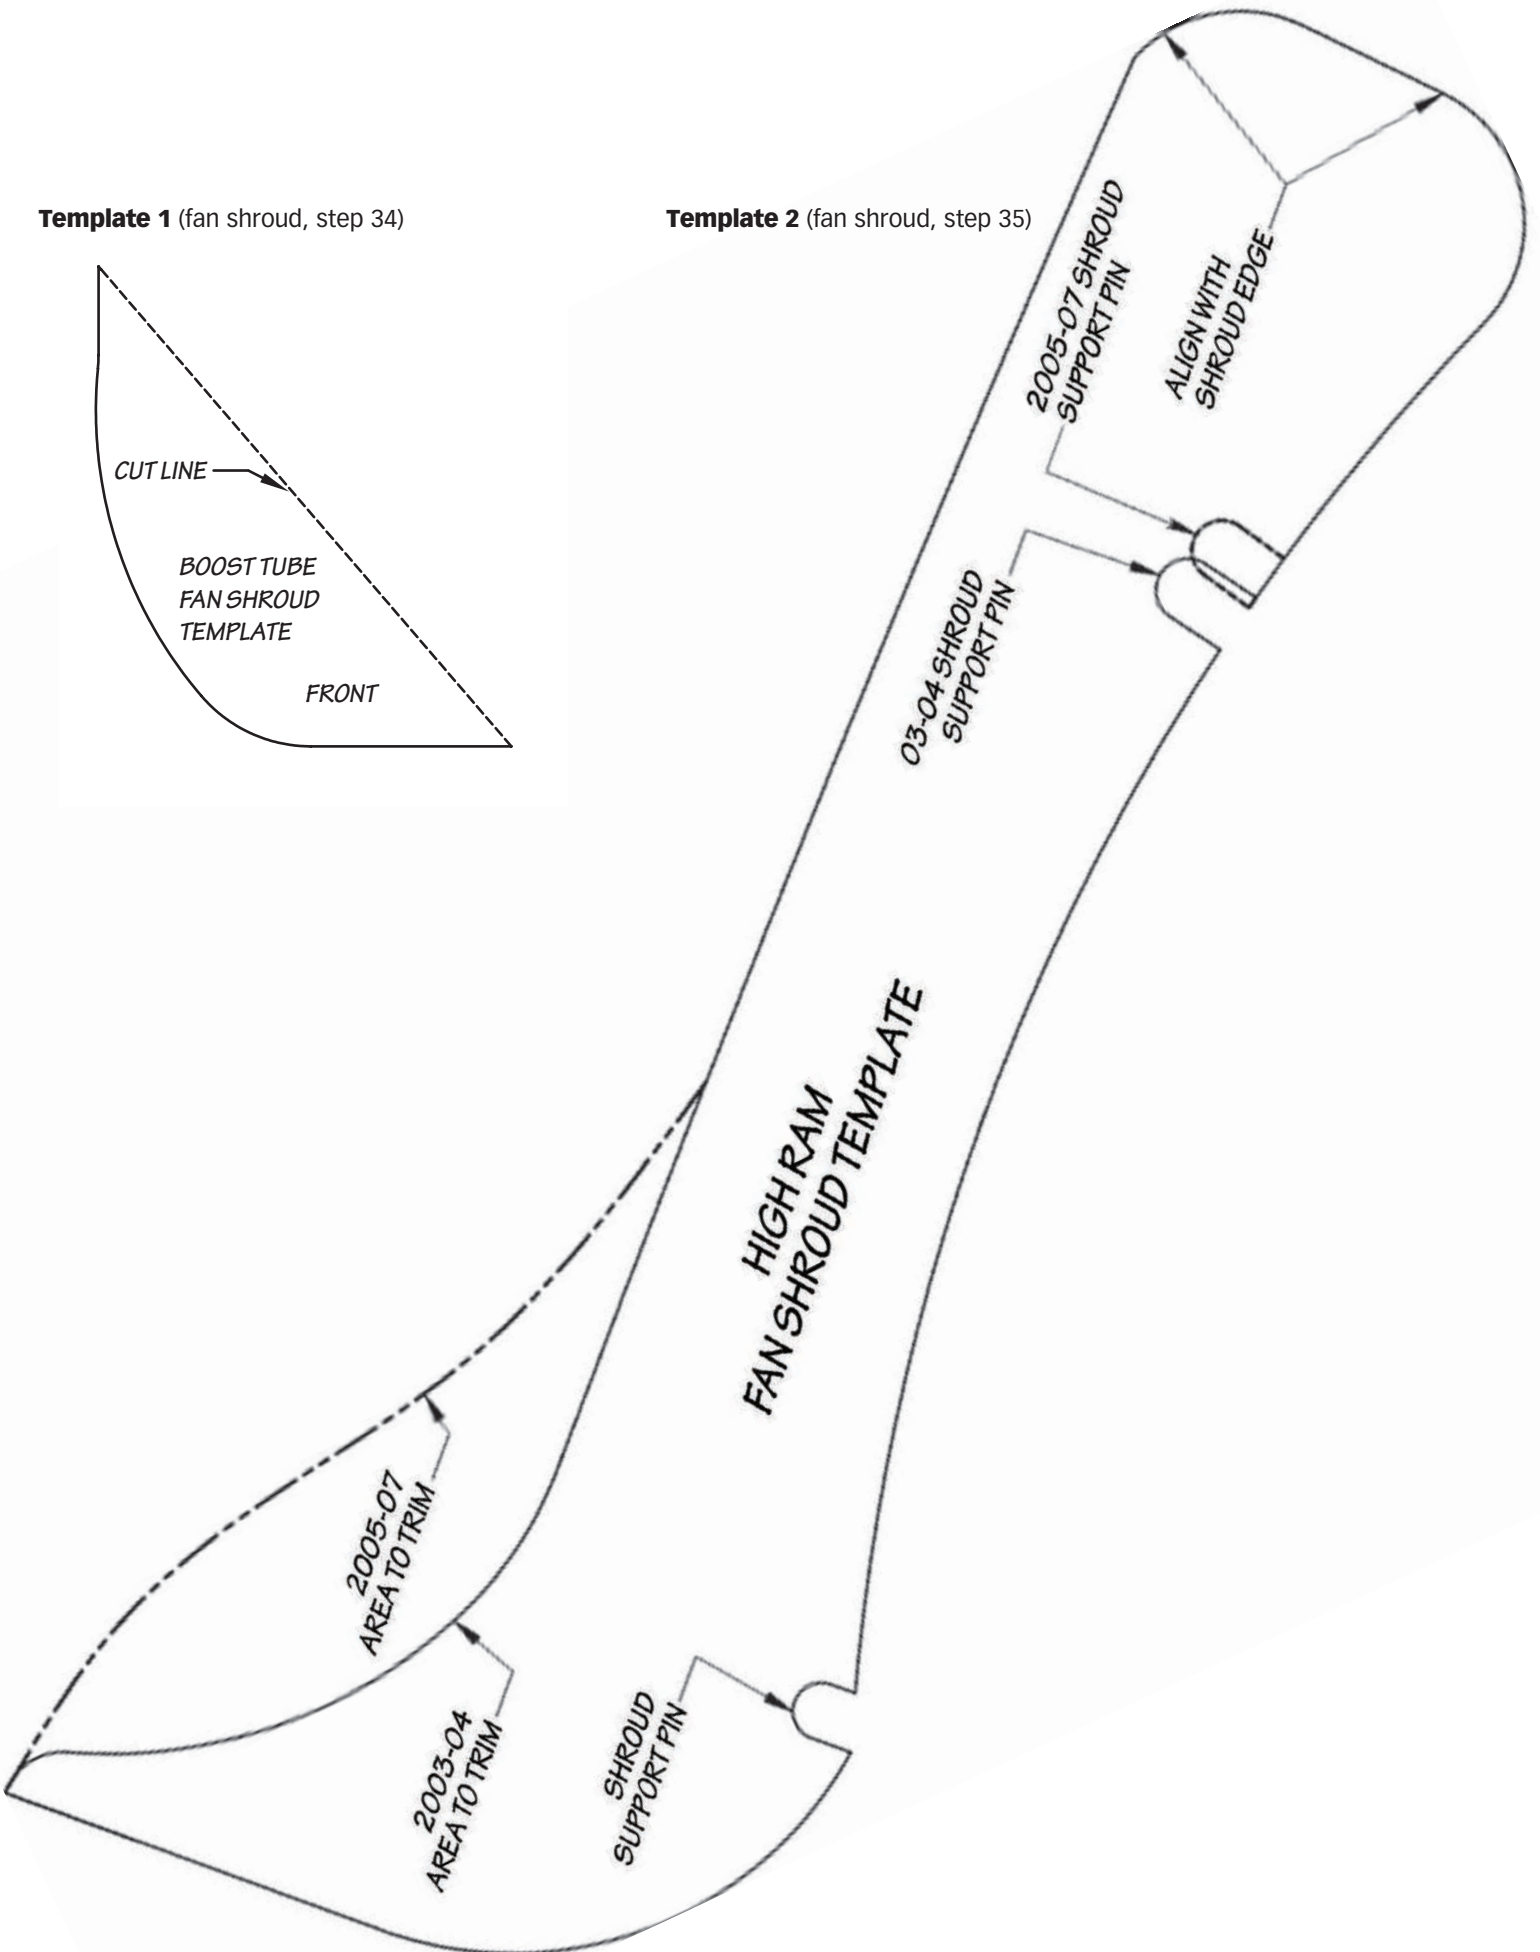 Template 1 (fan shroud, step 34)
CUT LINE
BOOST TUBE
FAN SHROUD
TEMPLATE
FRONT
Template 2 (fan shroud, step 35)
ALIGN WITH
SHROUD EDGE
2005-07 SHROUD
SUPPORT PIN
03-04 SHROUD
SUPPORT PIN
HIGH RAM
FAN SHROUD TEMPLATE
2005-07
AREA TO TRIM
2003-04
AREA TO TRIM
SHROUD
SUPPORT PIN